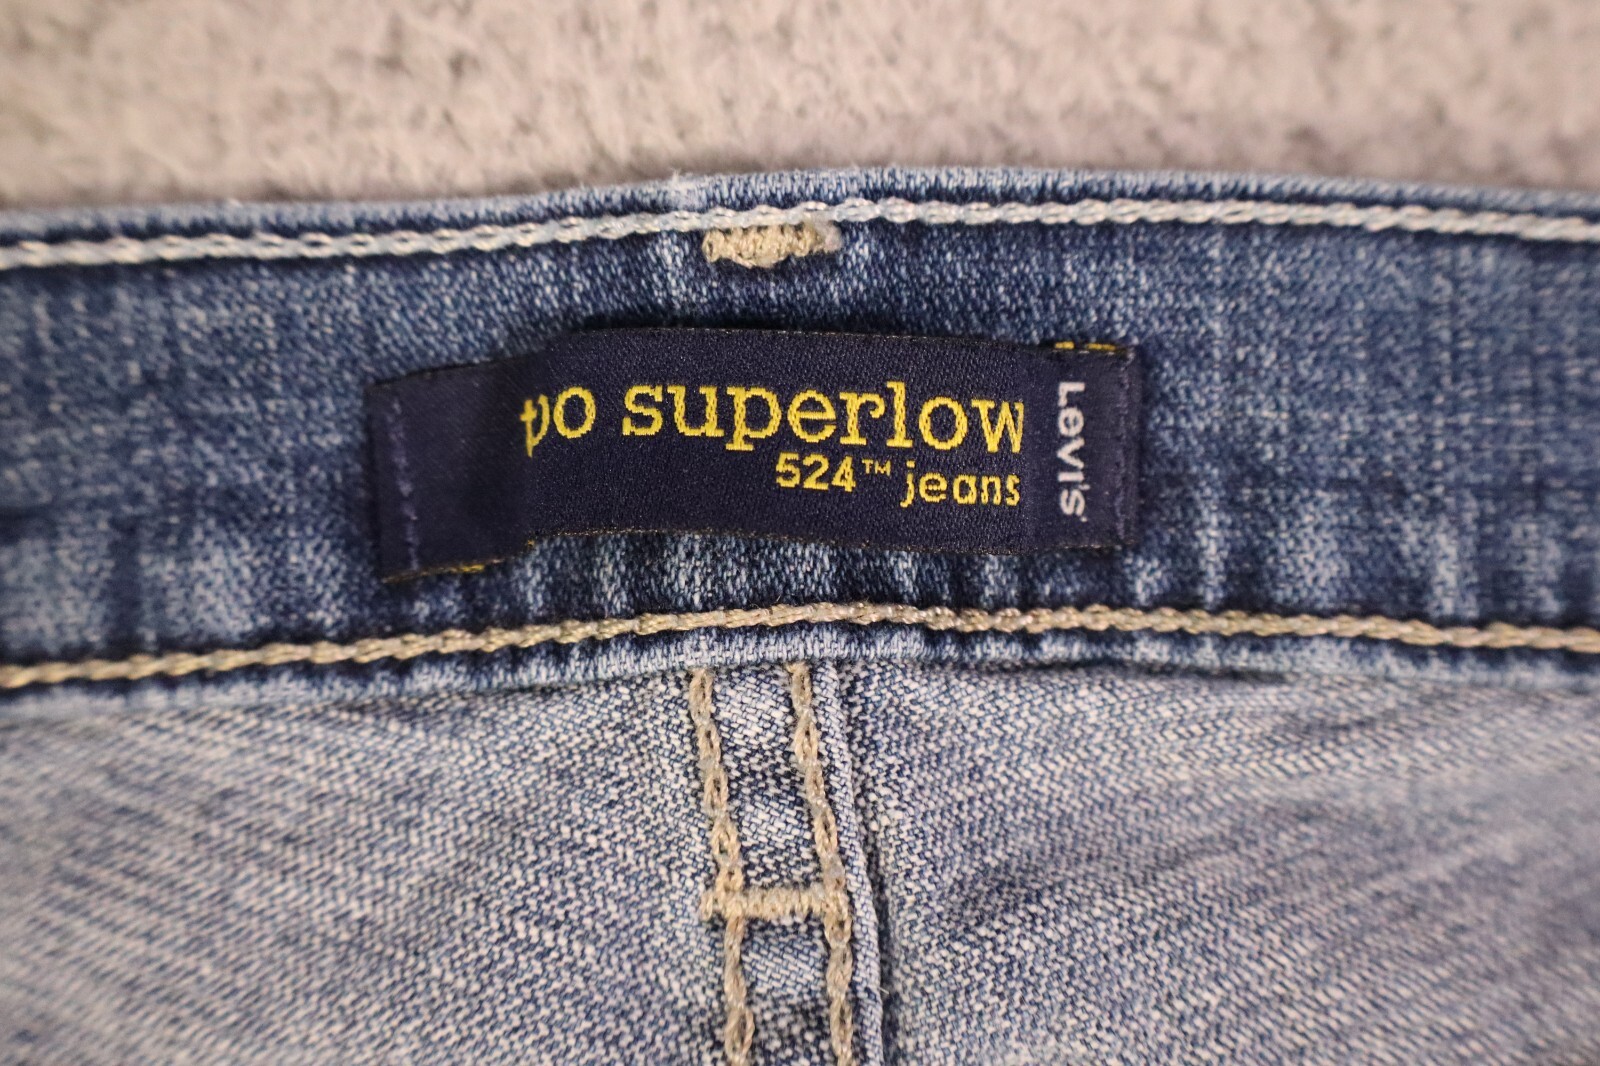 superlow
524™ jeans
Levi's